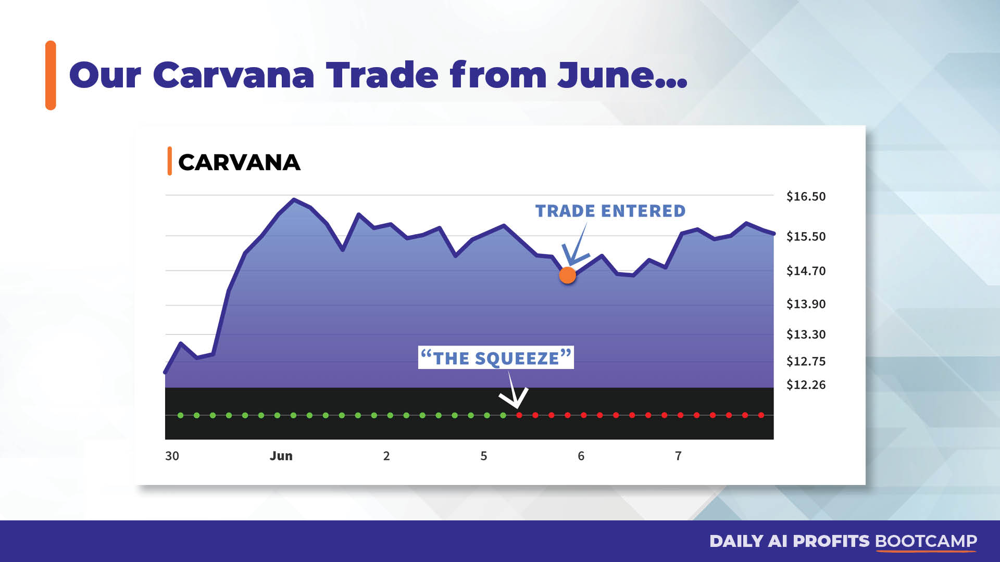 Our Carvana Trade from June...
CARVANA
TRADE ENTERED
"THE SQUEEZE"
$16.50
$15.50
$14.70
$13.90
$13.30
$12.75
$12.26
30 Jun 2 5 6 7
DAILY AI PROFITS BOOTCAMP